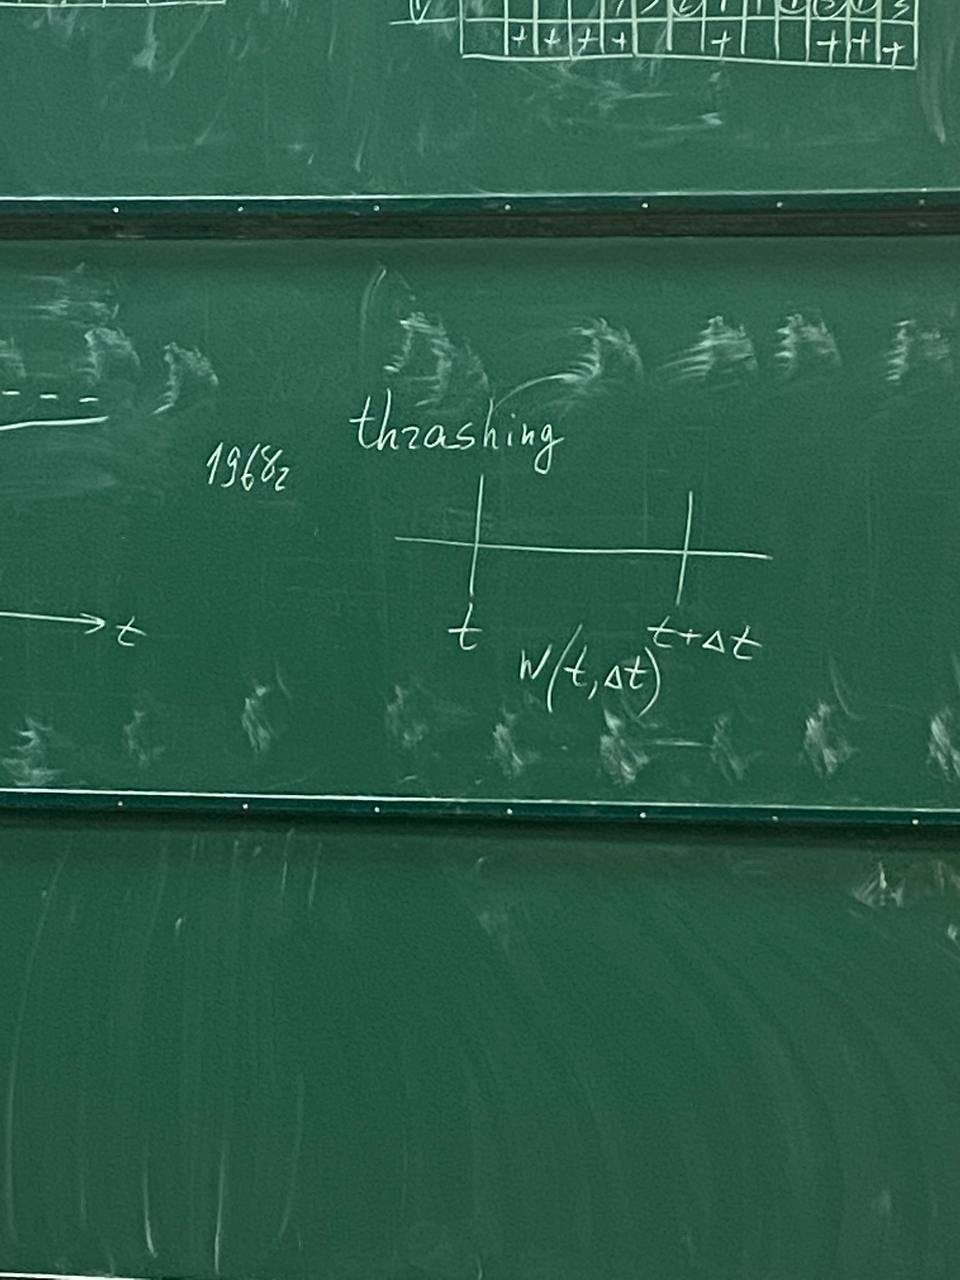 + + + + + + + +
thrashing
1968г
t
t
t+Δt
W(t, Δt)